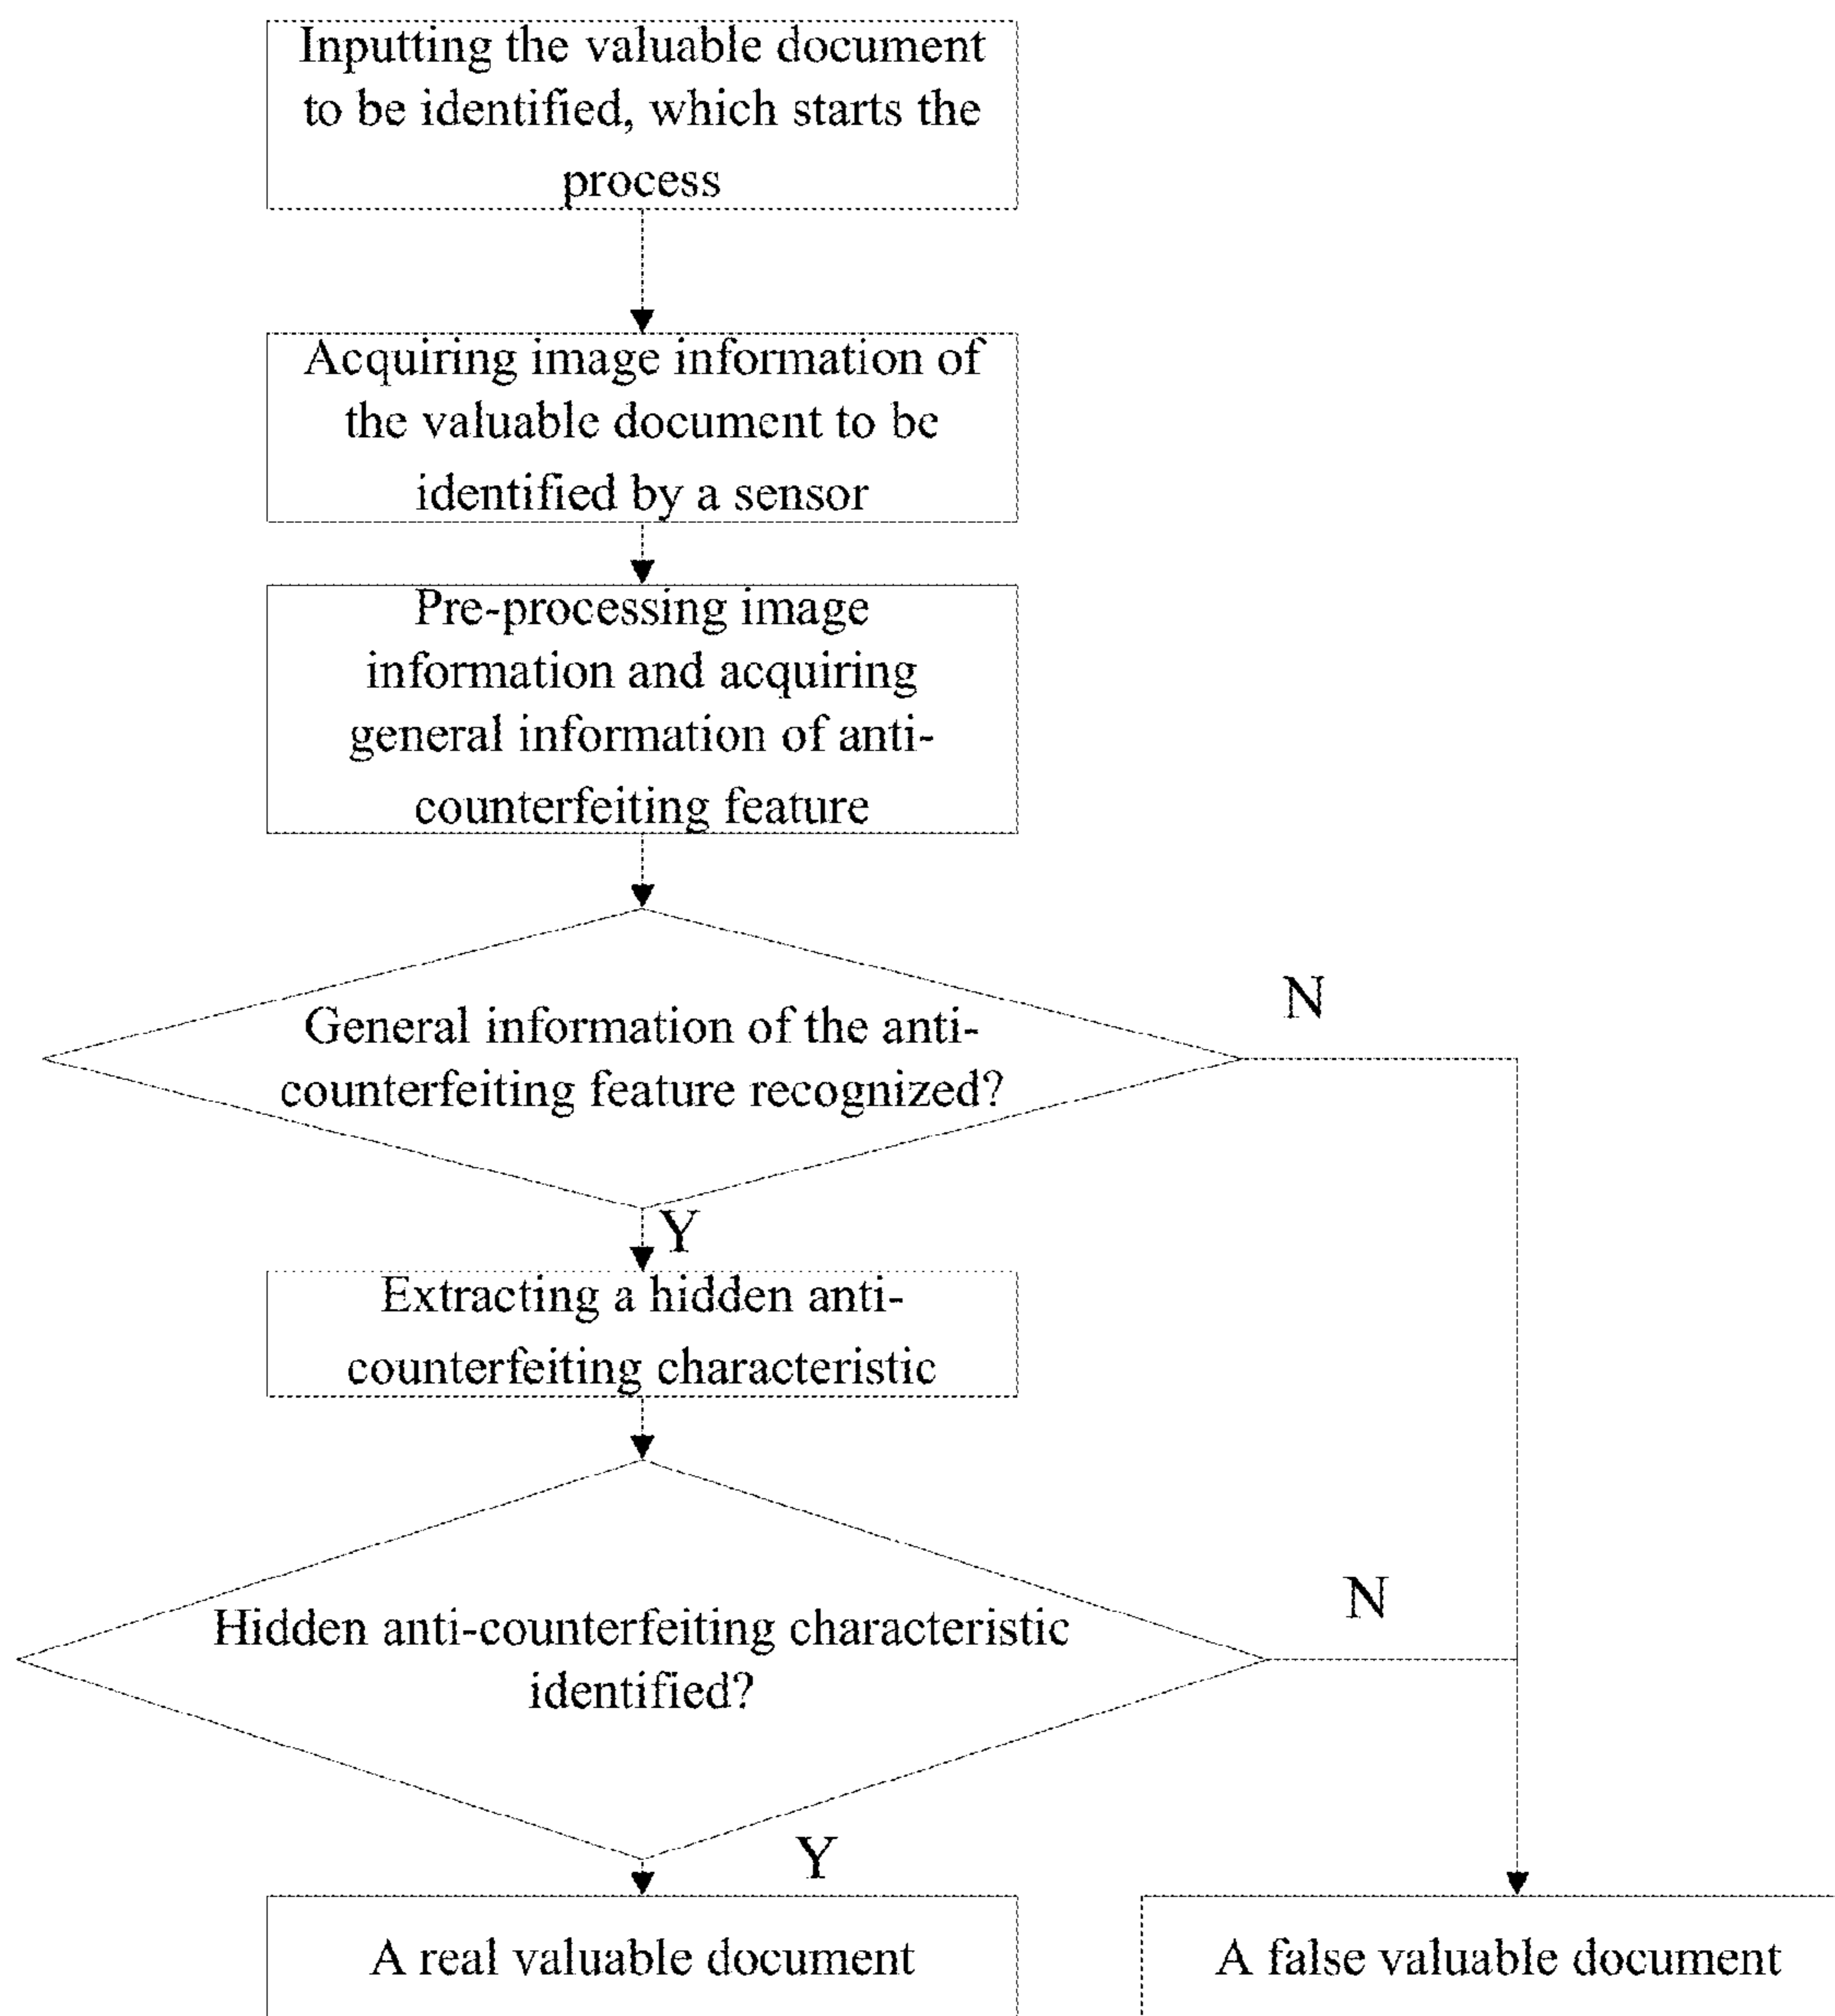 Inputting the valuable document
to be identified, which starts the
process
Acquiring image information of
the valuable document to be
identified by a sensor
Pre-processing image
information and acquiring
general information of anti-
counterfeiting feature
N
General information of the anti-
counterfeiting feature recognized?
Y
Extracting a hidden anti-
counterfeiting characteristic
N
Hidden anti-counterfeiting characteristic
identified?
Y
A real valuable document
A false valuable document